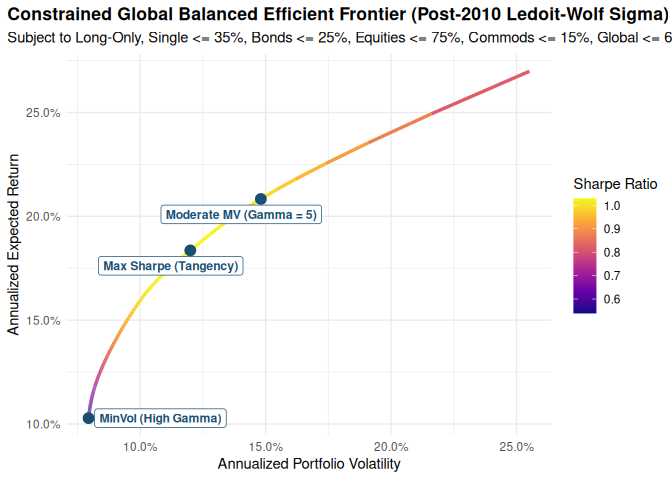 Constrained Global Balanced Efficient Frontier (Post-2010 Ledoit-Wolf Sigma)
Subject to Long-Only, Single <= 35%, Bonds <= 25%, Equities <= 75%, Commods <= 15%, Global <= 6
Annualized Expected Return
25.0%
20.0%
15.0%
10.0%
Moderate MV (Gamma = 5)
Max Sharpe (Tangency)
MinVol (High Gamma)
10.0%
15.0%
20.0%
25.0%
Annualized Portfolio Volatility
Sharpe Ratio
1.0
0.9
0.8
0.7
0.6